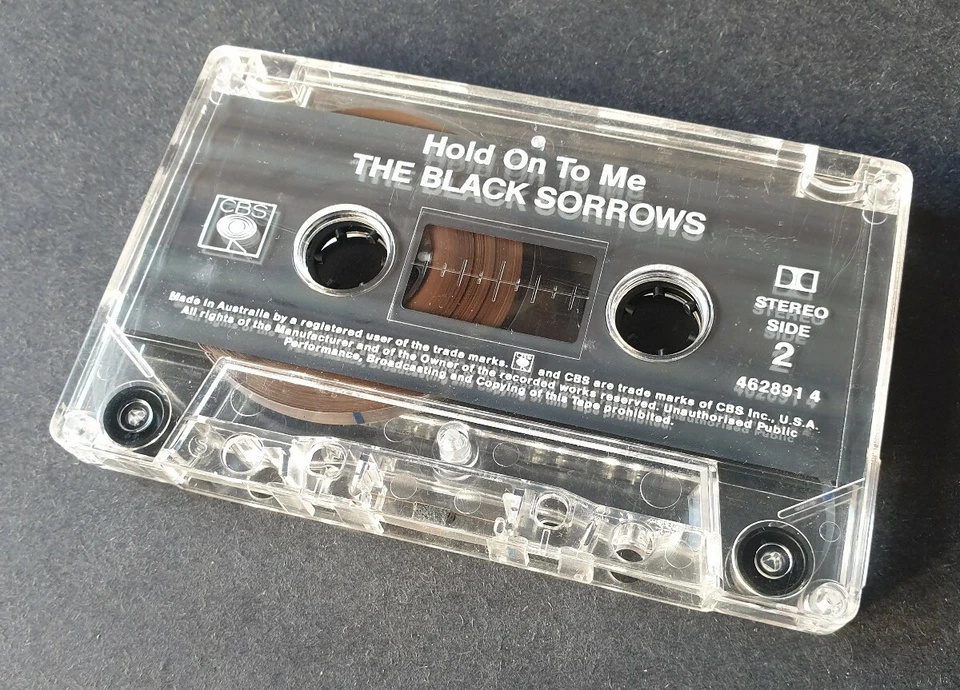 Hold On To Me
THE BLACK SORROWS
CBS
STEREO
SIDE
2
462891 4
Made in Australia by a registered user of the trade marks. and CBS are trade marks of CBS Inc., U.S.A.
All rights of the Manufacturer and of the Owner of the recorded works reserved. Unauthorised Public
Performance, Broadcasting and Copying of this Tape prohibited.